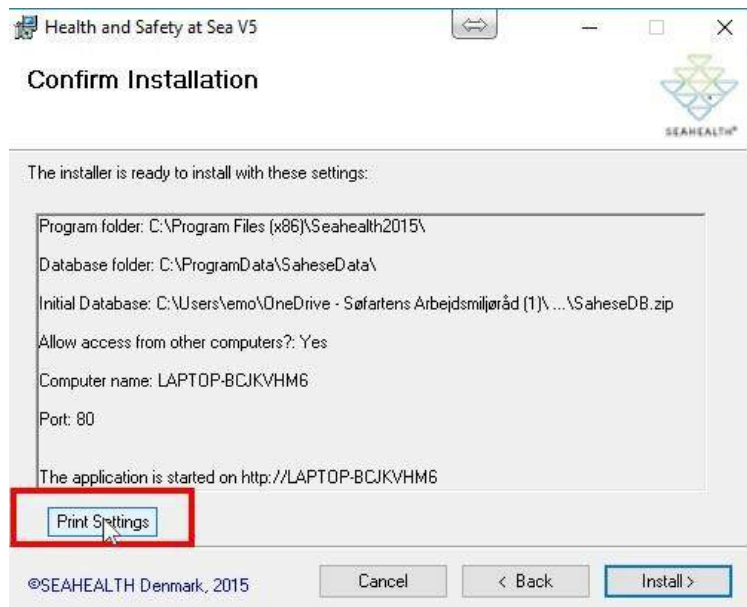 Health and Safety at Sea V5
Confirm Installation
SEAHEALTH®
The installer is ready to install with these settings:
Program folder: C:\Program Files (x86)\Seahealth2015\
Database folder: C:\ProgramData\SaheseData\
Initial Database: C:\Users\emo\OneDrive - Søfartens Arbejdsmiljøråd (1)\ ...\SaheseDB.zip
Allow access from other computers?: Yes
Computer name: LAPTOP-BCJKVHM6
Port: 80
The application is started on http://LAPTOP-BCJKVHM6
Print Settings
©SEAHEALTH Denmark, 2015
Cancel
< Back
Install >